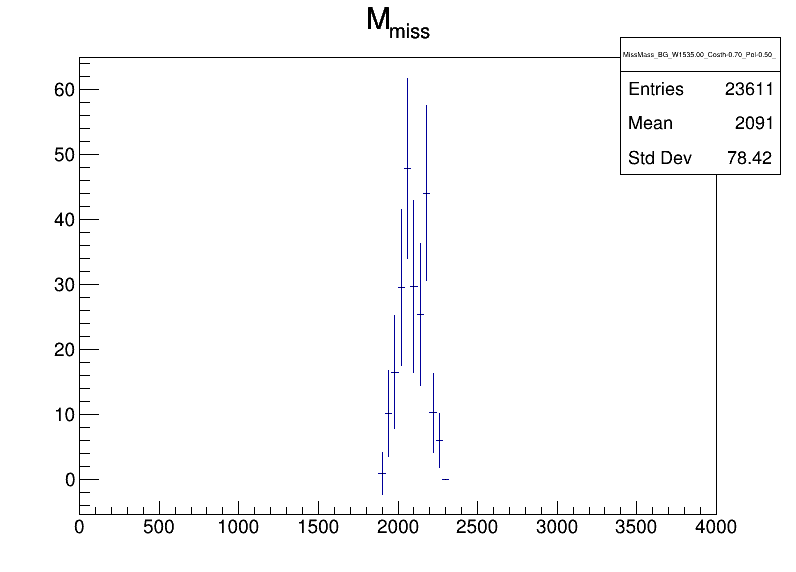 M_miss
MissMass_BG_W1535.00_Costh-0.70_Pol-0.50_
Entries 23611
Mean 2091
Std Dev 78.42
60
50
40
30
20
10
0
0 500 1000 1500 2000 2500 3000 3500 4000